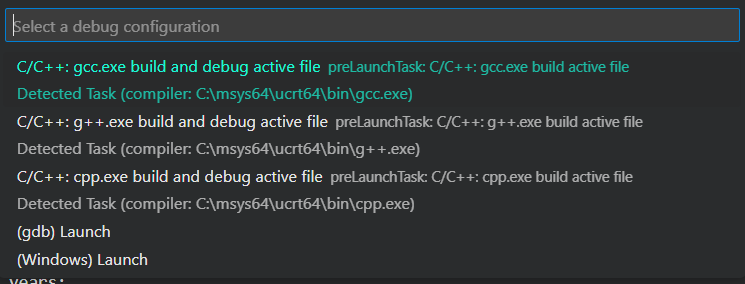 Select a debug configuration
C/C++: gcc.exe build and debug active file preLaunchTask: C/C++: gcc.exe build active file
Detected Task (compiler: C:\msys64\ucrt64\bin\gcc.exe)
C/C++: g++.exe build and debug active file preLaunchTask: C/C++: g++.exe build active file
Detected Task (compiler: C:\msys64\ucrt64\bin\g++.exe)
C/C++: cpp.exe build and debug active file preLaunchTask: C/C++: cpp.exe build active file
Detected Task (compiler: C:\msys64\ucrt64\bin\cpp.exe)
(gdb) Launch
(Windows) Launch